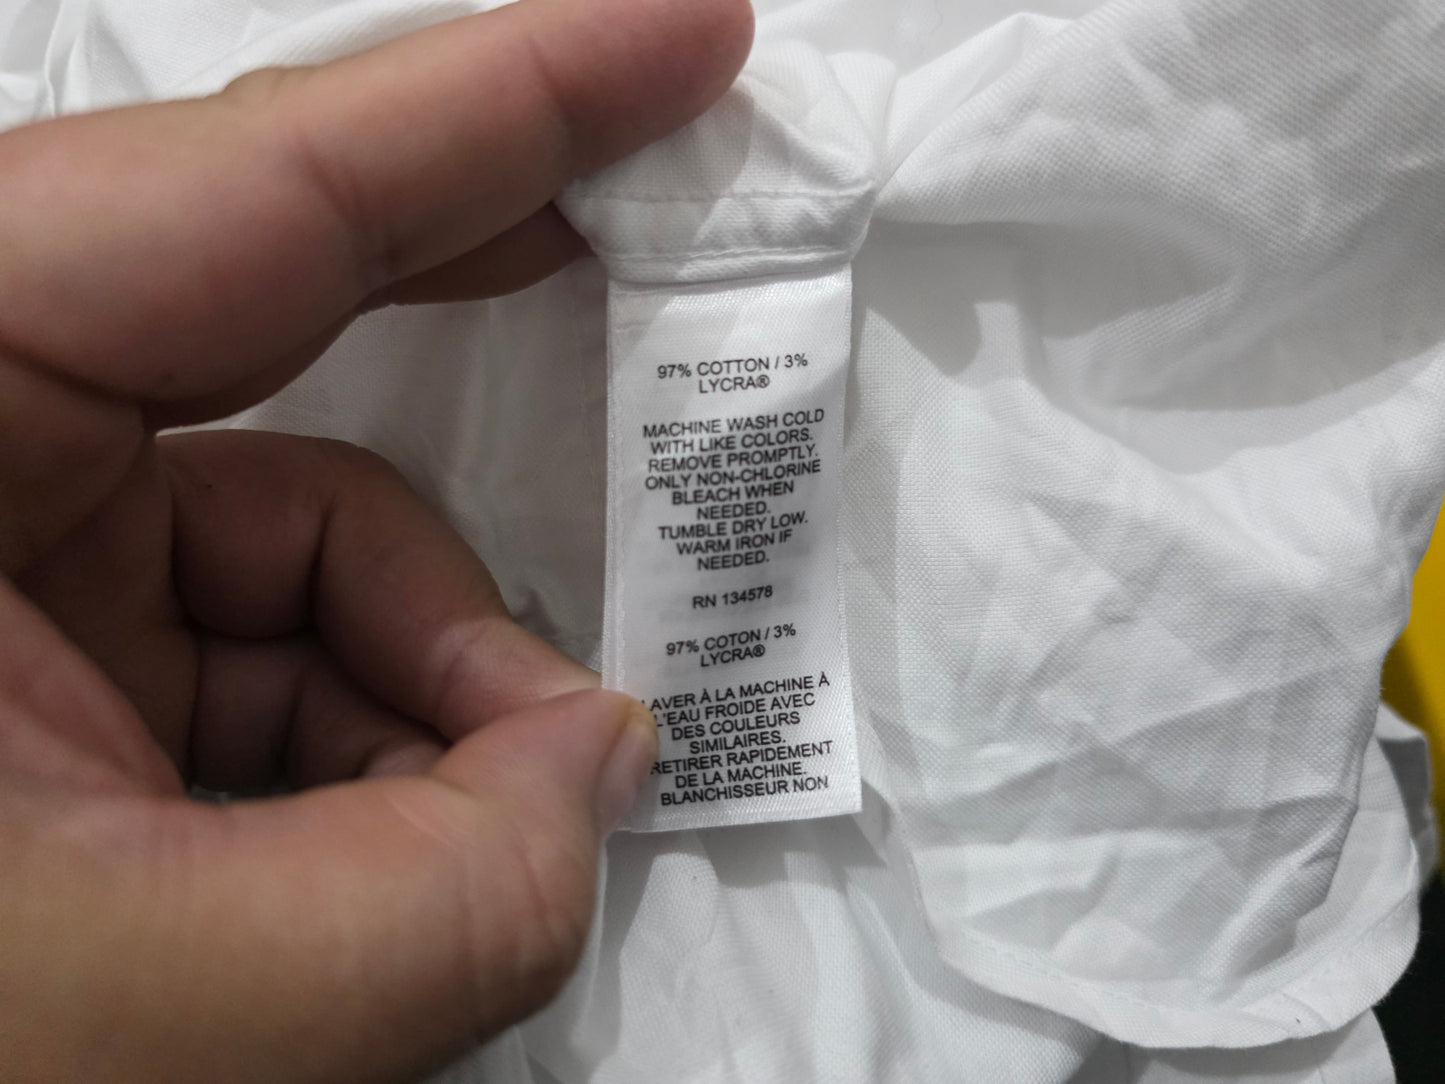 97% COTTON / 3%
LYCRA®
MACHINE WASH COLD
WITH LIKE COLORS.
REMOVE PROMPTLY.
ONLY NON-CHLORINE
BLEACH WHEN
NEEDED.
TUMBLE DRY LOW.
WARM IRON IF
NEEDED.
RN 134578
97% COTON / 3%
LYCRA®
LAVER À LA MACHINE À
L'EAU FROIDE AVEC
DES COULEURS
SIMILAIRES.
RETIRER RAPIDEMENT
DE LA MACHINE.
BLANCHISSEUR NON